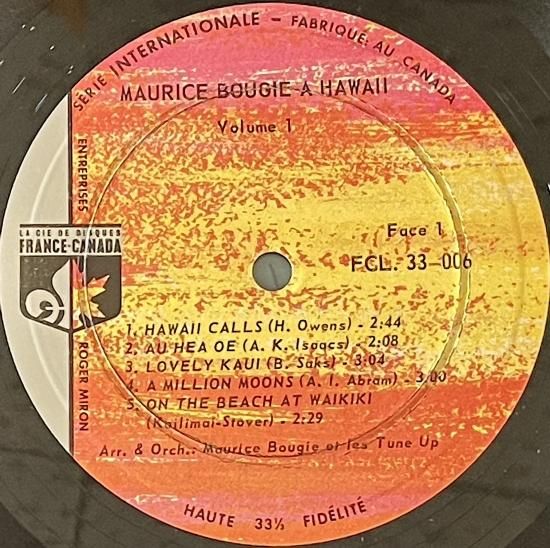 SÉRIE INTERNATIONALE - FABRIQUÉ AU CANADA
MAURICE BOUGIE A HAWAII
Volume 1
ENTREPRISES
LA CIE DE DISQUES
FRANCE-CANADA
ROGER MIRON
Face 1
FCL. 33-006
1. HAWAII CALLS (H. Owens) - 2:44
2. AU HEA OE (A. K. Isaacs) - 2:08
3. LOVELY KAUI (B. Saks) - 3:04
4. A MILLION MOONS (A. I. Abram) - 3:00
5. ON THE BEACH AT WAIKIKI
(Kailimai-Stover) - 2:29
Arr. & Orch.: Maurice Bougie et les Tune Up
HAUTE 33⅓ FIDÉLITÉ